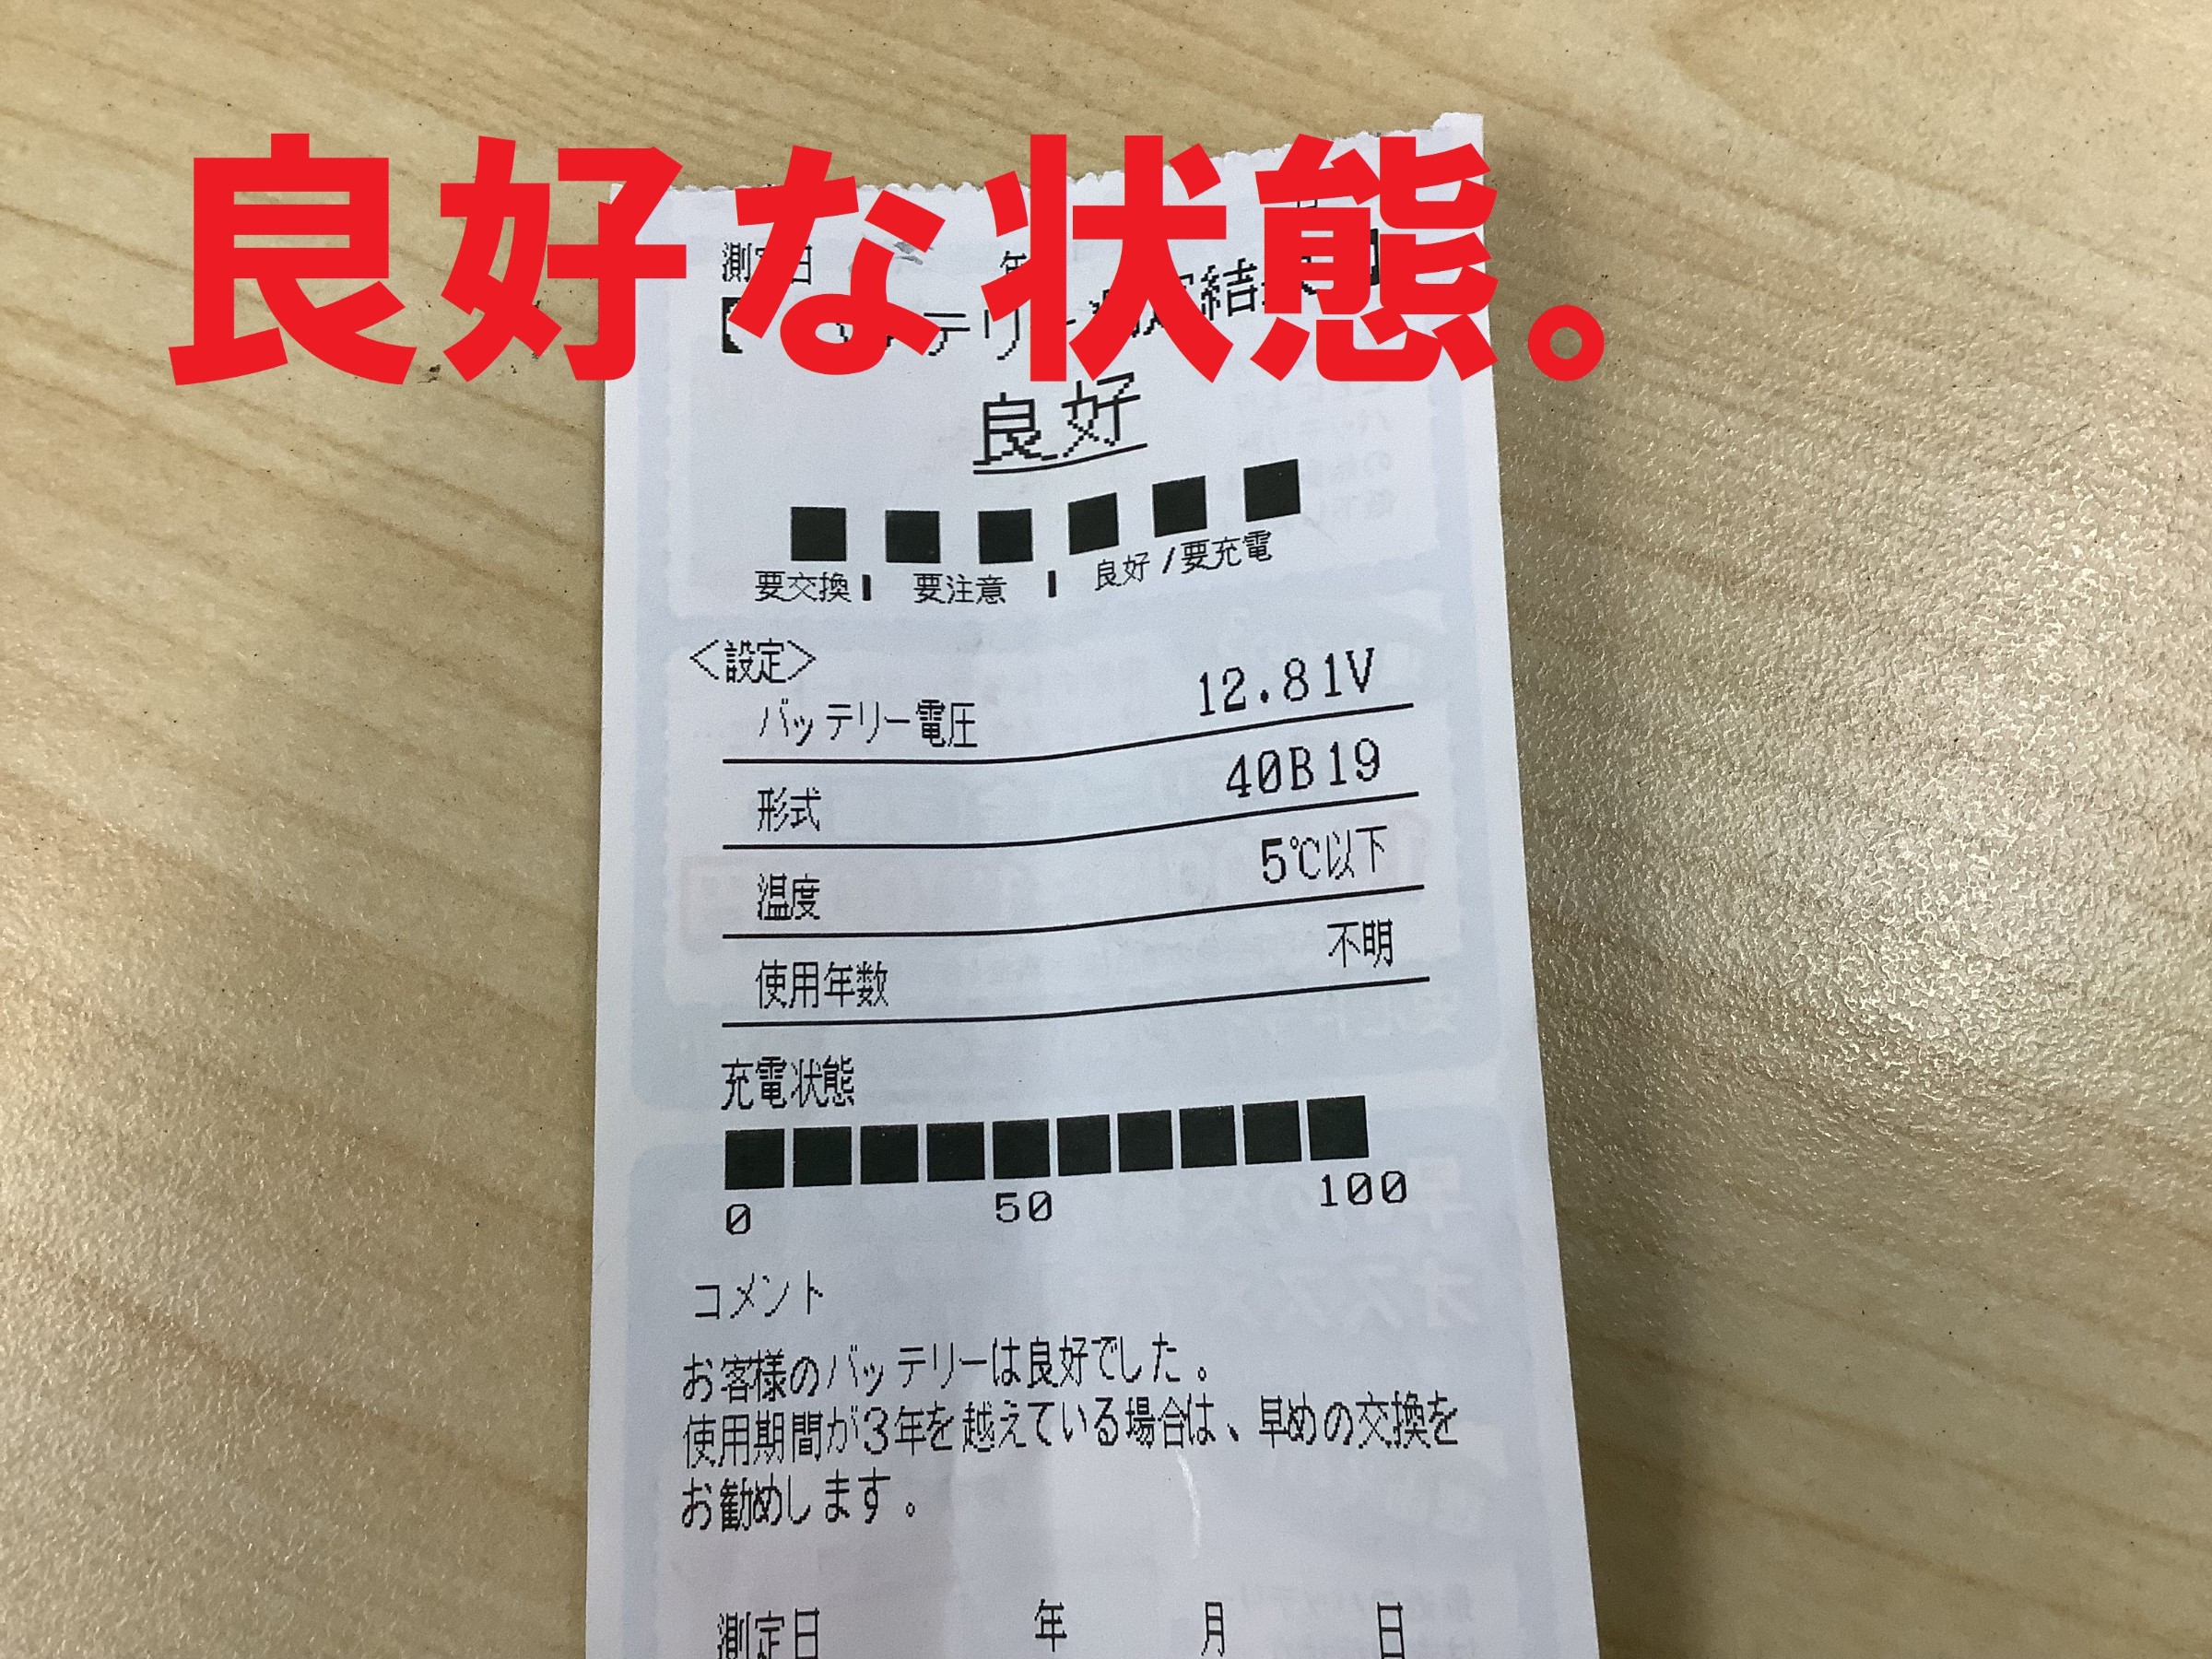 良好な状態。
測定日 年
良好
要交換 要注意 良好/要充電
<設定>
バッテリー電圧 12.81V
形式 40B19
温度 5℃以下
使用年数 不明
充電状態
0 50 100
コメント
お客様のバッテリーは良好でした。
使用期間が3年を越えている場合は、早めの交換を
お勧めします。
測定日 年 月 日